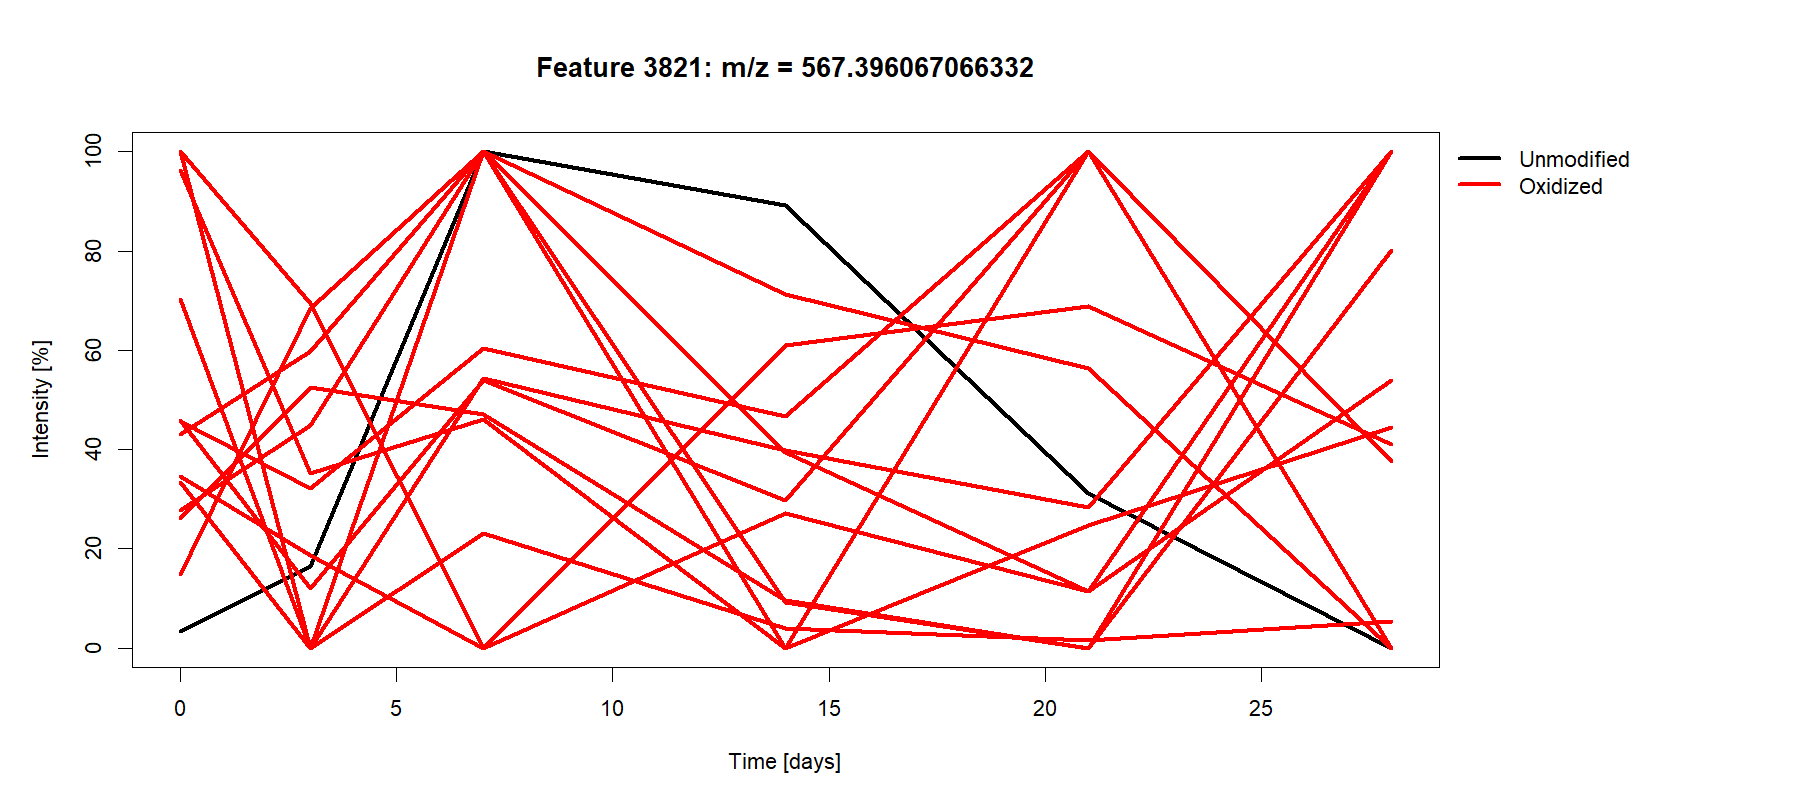 Feature 3821: m/z = 567.396067066332
Unmodified
Oxidized
Intensity [%]
100
80
60
40
20
0
0 5 10 15 20 25
Time [days]